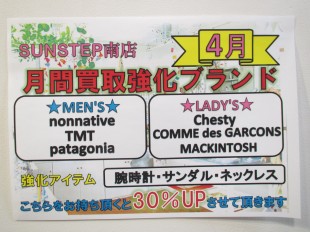 SUNSTEP南店
4月
月間買取強化ブランド
★MEN'S★
nonnative
TMT
patagonia
★LADY'S★
Chesty
COMME des GARCONS
MACKINTOSH
強化アイテム
腕時計・サンダル・ネックレス
こちらをお持ち頂くと30%UPさせて頂きます